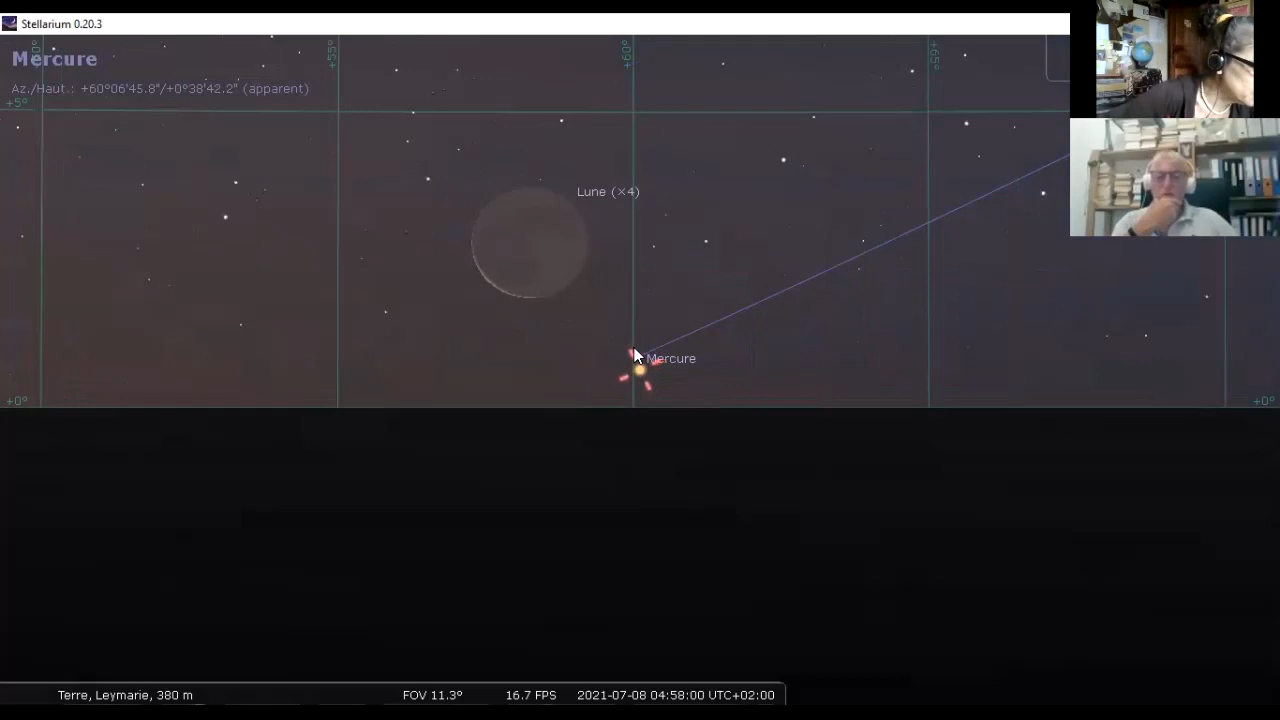 Stellarium 0.20.3
Mercure
Az./Haut.: +60°06'45.8"/+0°38'42.2" (apparent)
+55°
+60°
+65°
+5°
Lune (×4)
Mercure
+0°
+0°
Terre, Leymarie, 380 m
FOV 11.3°
16.7 FPS
2021-07-08 04:58:00 UTC+02:00